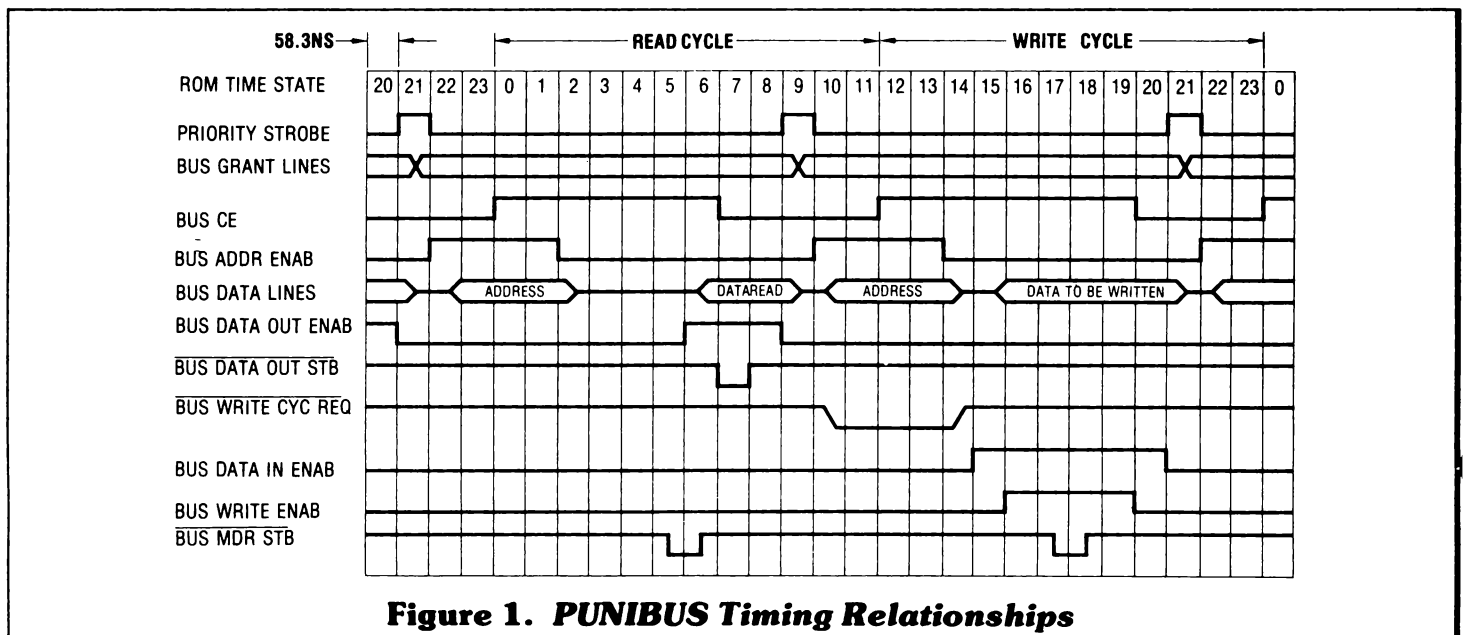 58.3NS READ CYCLE WRITE CYCLE
ROM TIME STATE 20 21 22 23 0 1 2 3 4 5 6 7 8 9 10 11 12 13 14 15 16 17 18 19 20 21 22 23 0
PRIORITY STROBE
BUS GRANT LINES
BUS CE
BUS ADDR ENAB
BUS DATA LINES ADDRESS DATA READ ADDRESS DATA TO BE WRITTEN
BUS DATA OUT ENAB
BUS DATA OUT STB
BUS WRITE CYC REQ
BUS DATA IN ENAB
BUS WRITE ENAB
BUS MDR STB
Figure 1. PUNIBUS Timing Relationships